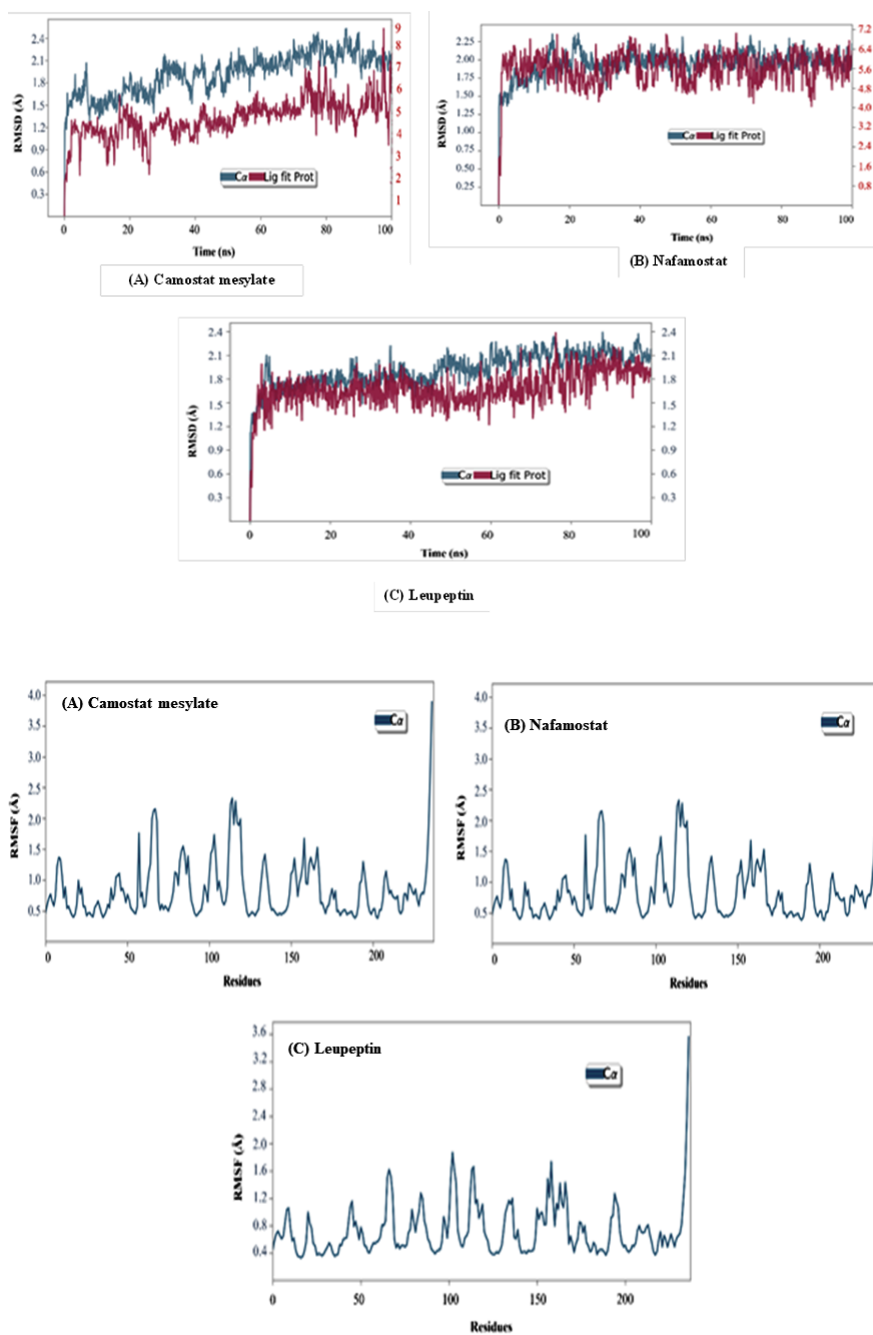 2.4
2.1
1.8
1.5
1.2
0.9
0.6
0.3
RMSD (Å)
9
8
7
6
5
4
3
2
1
Cα Lig fit Prot
0 20 40 60 80 100
Time (ns)
(A) Camostat mesylate
2.25
2.00
1.75
1.50
1.25
1.00
0.75
0.50
0.25
RMSD (Å)
7.2
6.4
5.6
4.8
4.0
3.2
2.4
1.6
0.8
Cα Lig fit Prot
0 20 40 60 80 100
Time (ns)
(B) Nafamostat
2.4
2.1
1.8
1.5
1.2
0.9
0.6
0.3
RMSD (Å)
2.4
2.1
1.8
1.5
1.2
0.9
0.6
0.3
Cα Lig fit Prot
0 20 40 60 80 100
Time (ns)
(C) Leupeptin
(A) Camostat mesylate
Cα
4.0
3.5
3.0
2.5
2.0
1.5
1.0
0.5
RMSF (Å)
0 50 100 150 200
Residues
(B) Nafamostat
Cα
4.0
3.5
3.0
2.5
2.0
1.5
1.0
0.5
RMSF (Å)
0 50 100 150 200
Residues
(C) Leupeptin
Cα
3.6
3.2
2.8
2.4
2.0
1.6
1.2
0.8
0.4
RMSF (Å)
0 50 100 150 200
Residues